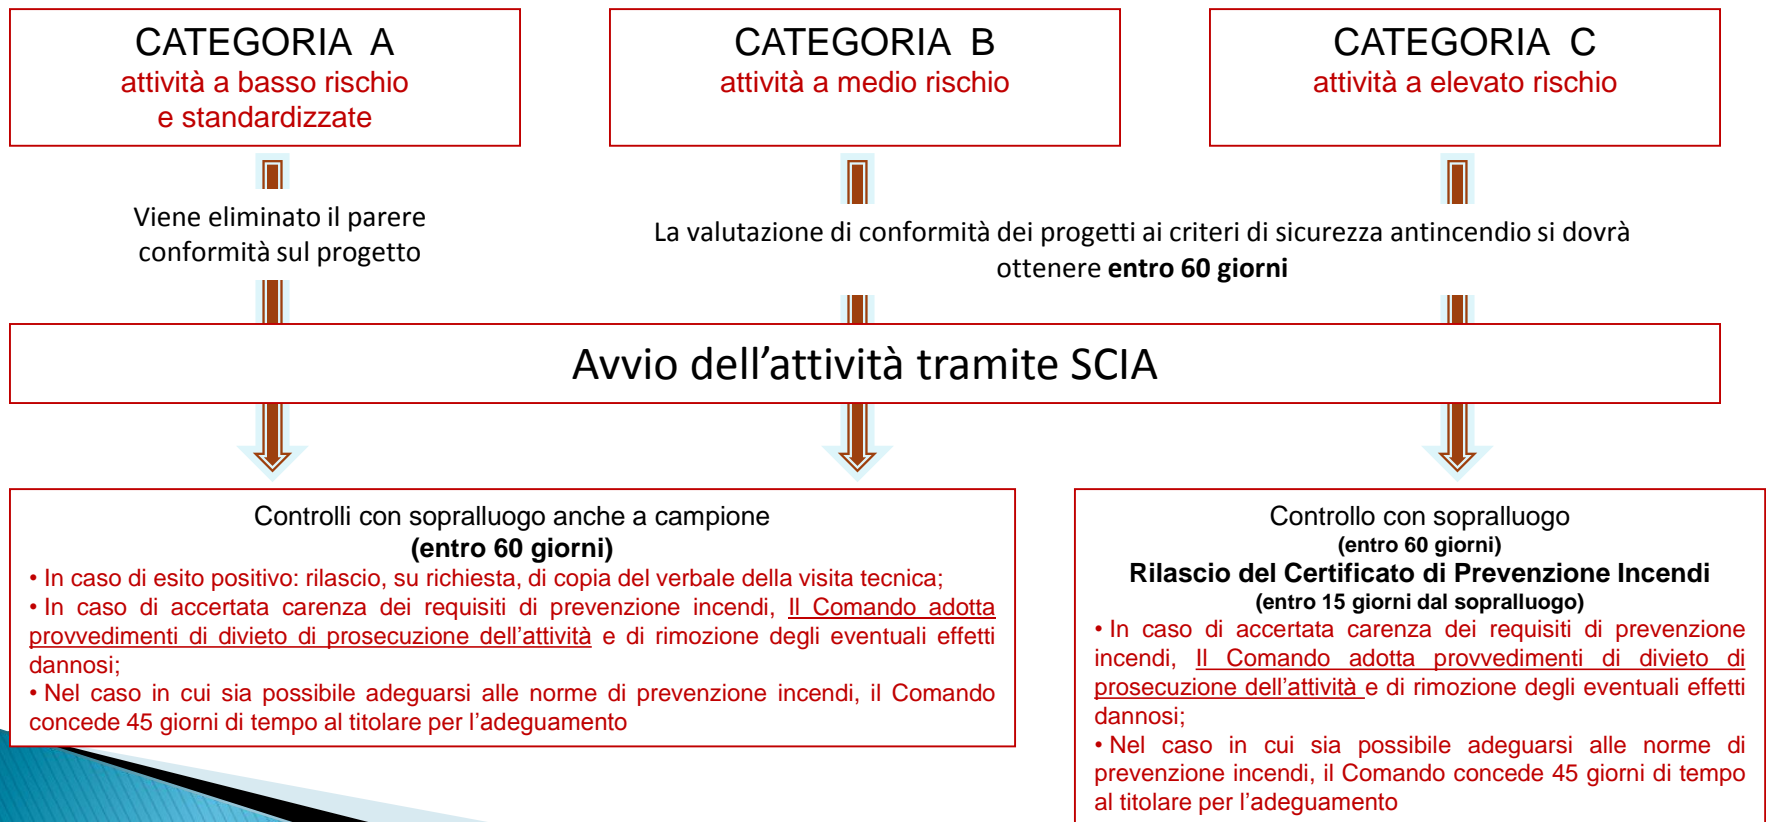 CATEGORIA A
attività a basso rischio
e standardizzate
CATEGORIA B
attività a medio rischio
CATEGORIA C
attività a elevato rischio
Viene eliminato il parere
conformità sul progetto
La valutazione di conformità dei progetti ai criteri di sicurezza antincendio si dovrà
ottenere entro 60 giorni
Avvio dell’attività tramite SCIA
Controlli con sopralluogo anche a campione
(entro 60 giorni)
• In caso di esito positivo: rilascio, su richiesta, di copia del verbale della visita tecnica;
• In caso di accertata carenza dei requisiti di prevenzione incendi, Il Comando adotta
provvedimenti di divieto di prosecuzione dell’attività e di rimozione degli eventuali effetti
dannosi;
• Nel caso in cui sia possibile adeguarsi alle norme di prevenzione incendi, il Comando
concede 45 giorni di tempo al titolare per l’adeguamento
Controllo con sopralluogo
(entro 60 giorni)
Rilascio del Certificato di Prevenzione Incendi
(entro 15 giorni dal sopralluogo)
• In caso di accertata carenza dei requisiti di prevenzione
incendi, Il Comando adotta provvedimenti di divieto di
prosecuzione dell’attività e di rimozione degli eventuali effetti
dannosi;
• Nel caso in cui sia possibile adeguarsi alle norme di
prevenzione incendi, il Comando concede 45 giorni di tempo
al titolare per l’adeguamento